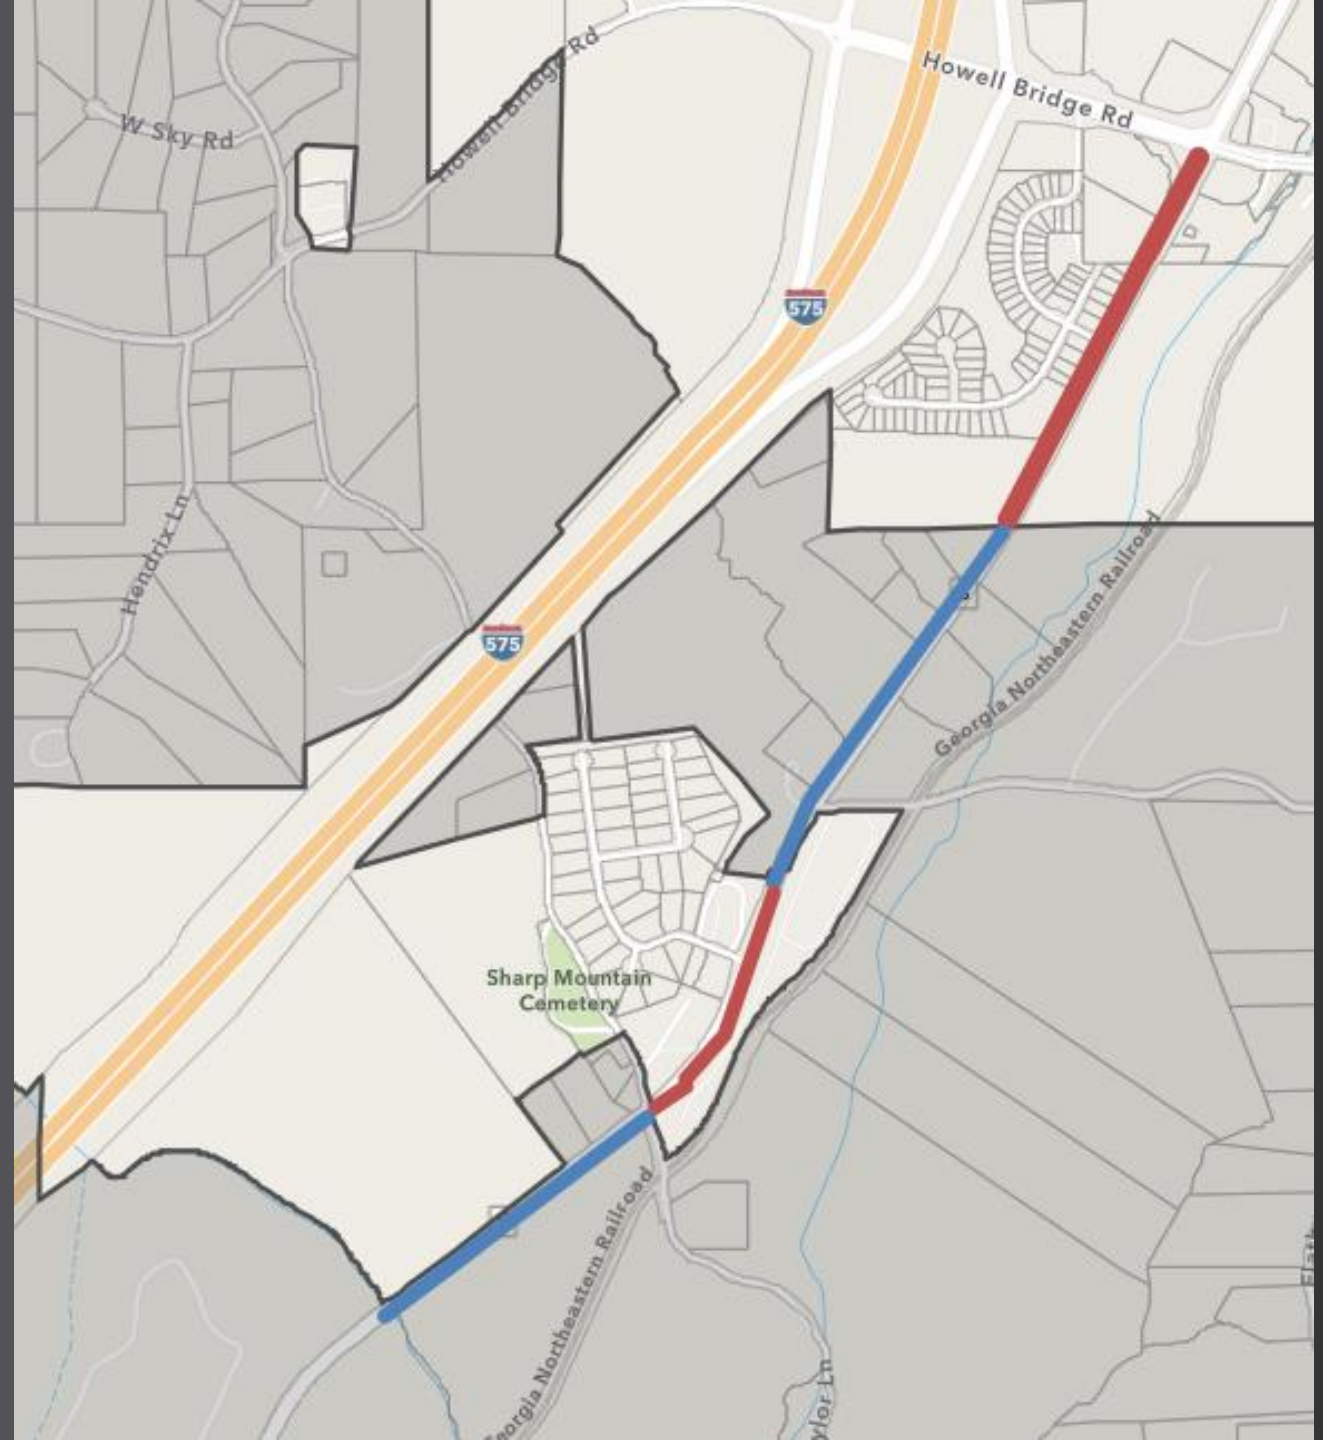 Howell Bridge Rd
Howell Bridge Rd
W Sky Rd
575
Hendrix Ln
575
Georgia Northeastern Railroad
Sharp Mountain
Cemetery
Georgia Northeastern Railroad
ylor Ln